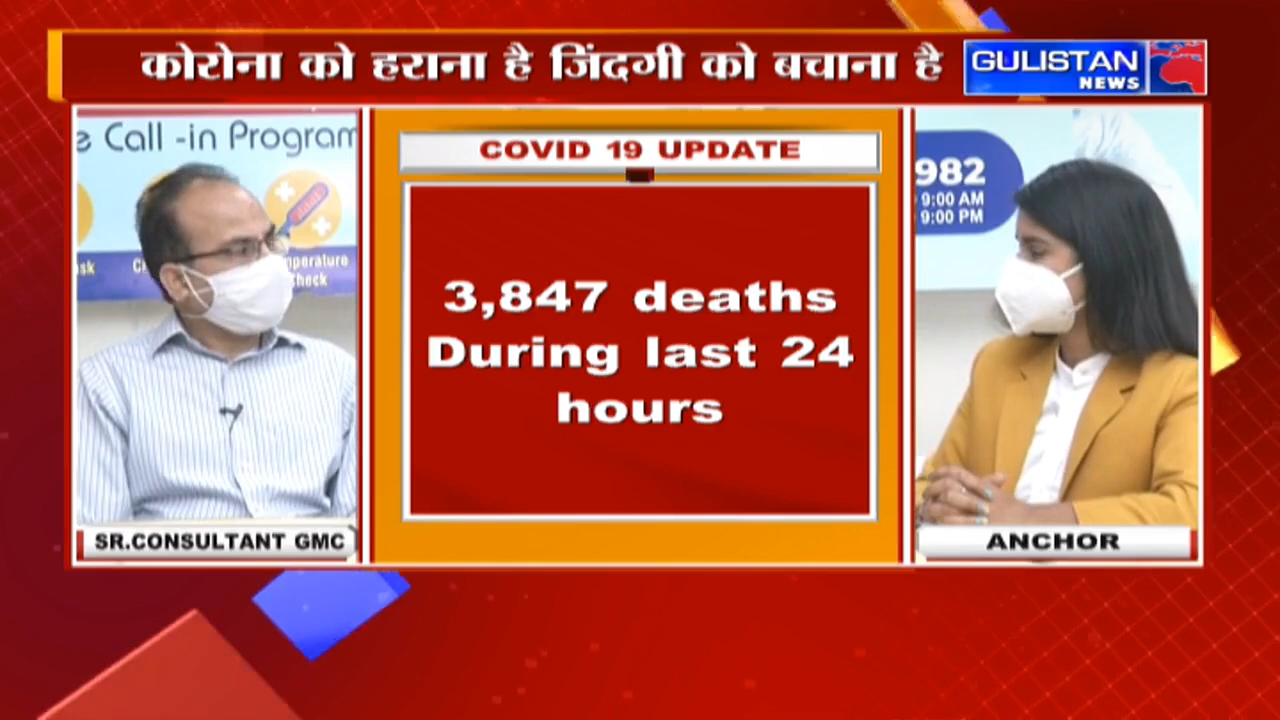 कोरोना को हराना है जिंदगी को बचाना है
GULISTAN
NEWS
Call -in Program
COVID 19 UPDATE
982
9:00 AM
9:00 PM
3,847 deaths
During last 24
hours
SR.CONSULTANT GMC
ANCHOR